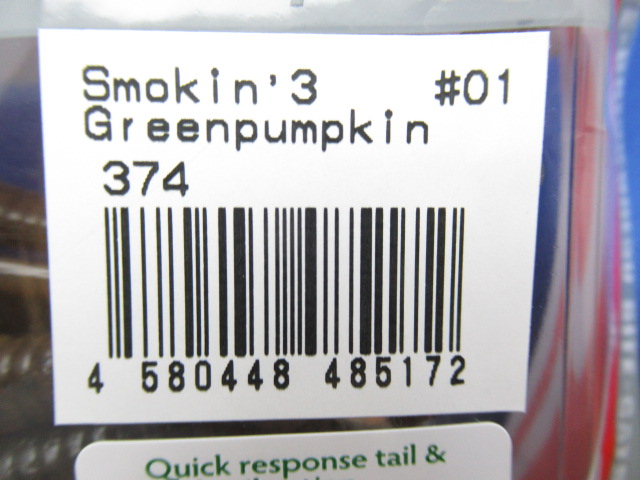 Smokin'3 #01
Greenpumpkin
374
4 580448 485172
Quick response tail &